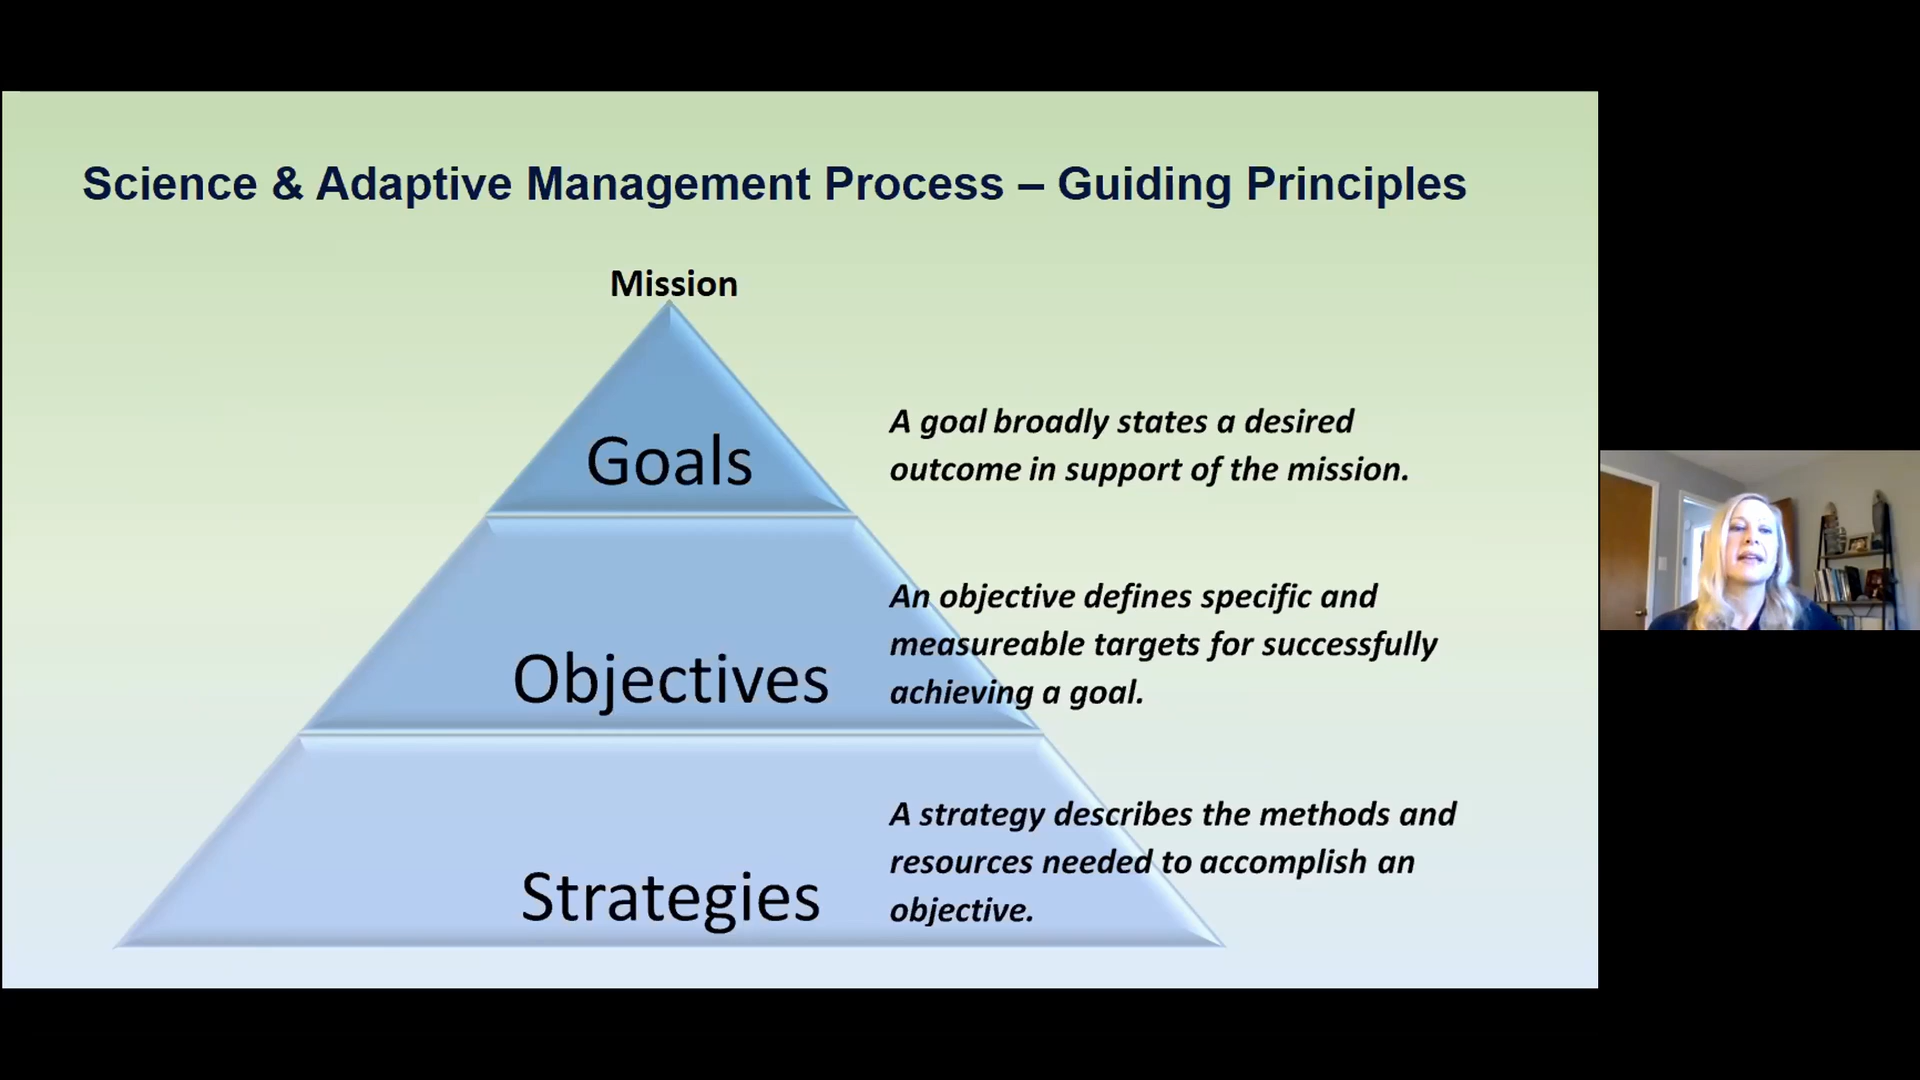 Science & Adaptive Management Process – Guiding Principles
Mission
Goals
A goal broadly states a desired
outcome in support of the mission.
Objectives
An objective defines specific and
measureable targets for successfully
achieving a goal.
Strategies
A strategy describes the methods and
resources needed to accomplish an
objective.